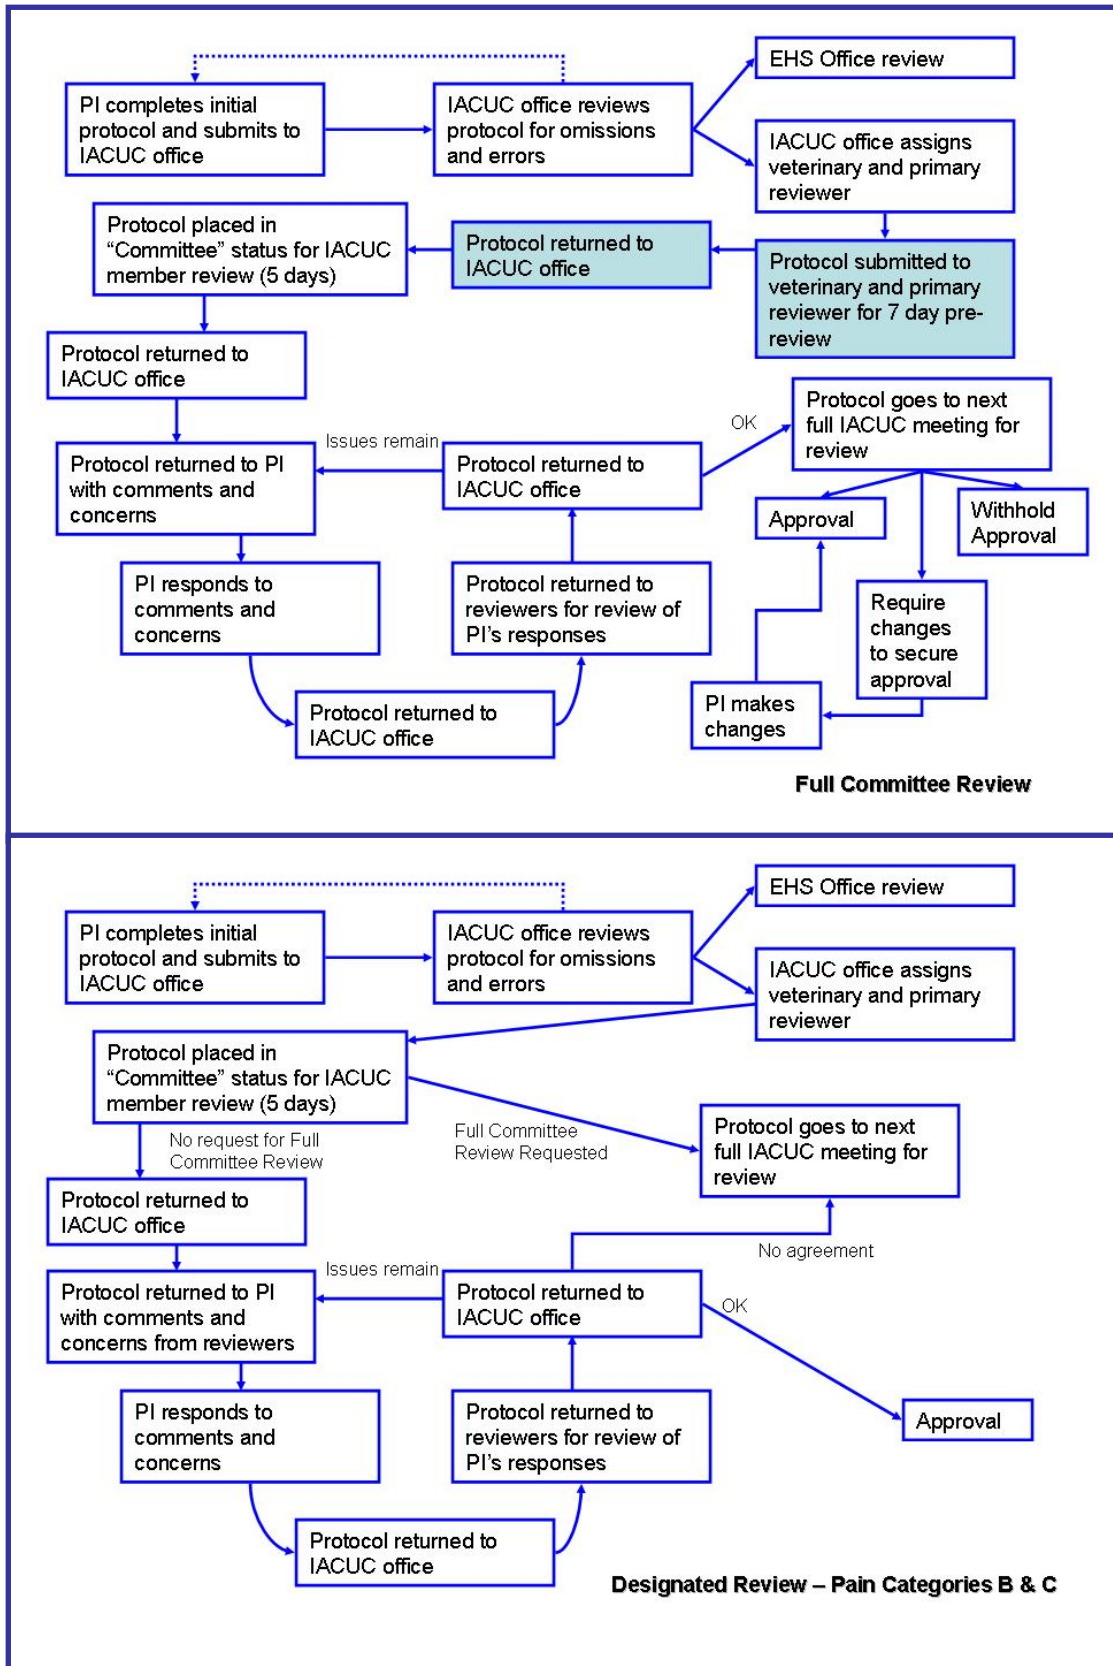 EHS Office review
PI completes initial
protocol and submits to
IACUC office
IACUC office reviews
protocol for omissions
and errors
IACUC office assigns
veterinary and primary
reviewer
Protocol placed in
“Committee” status for IACUC
member review (5 days)
Protocol returned to
IACUC office
Protocol submitted to
veterinary and primary
reviewer for 7 day pre-
review
Protocol returned to
IACUC office
Protocol goes to next
full IACUC meeting for
review
OK
Issues remain
Protocol returned to PI
with comments and
concerns
Protocol returned to
IACUC office
Approval
Withhold
Approval
PI responds to
comments and
concerns
Protocol returned to
reviewers for review of
PI’s responses
Require
changes
to secure
approval
Protocol returned to
IACUC office
PI makes
changes
Full Committee Review
EHS Office review
PI completes initial
protocol and submits to
IACUC office
IACUC office reviews
protocol for omissions
and errors
IACUC office assigns
veterinary and primary
reviewer
Protocol placed in
“Committee” status for IACUC
member review (5 days)
No request for Full
Committee Review
Full Committee
Review Requested
Protocol goes to next
full IACUC meeting for
review
Protocol returned to
IACUC office
No agreement
Issues remain
Protocol returned to PI
with comments and
concerns from reviewers
Protocol returned to
IACUC office
OK
PI responds to
comments and
concerns
Protocol returned to
reviewers for review of
PI’s responses
Approval
Protocol returned to
IACUC office
Designated Review – Pain Categories B & C